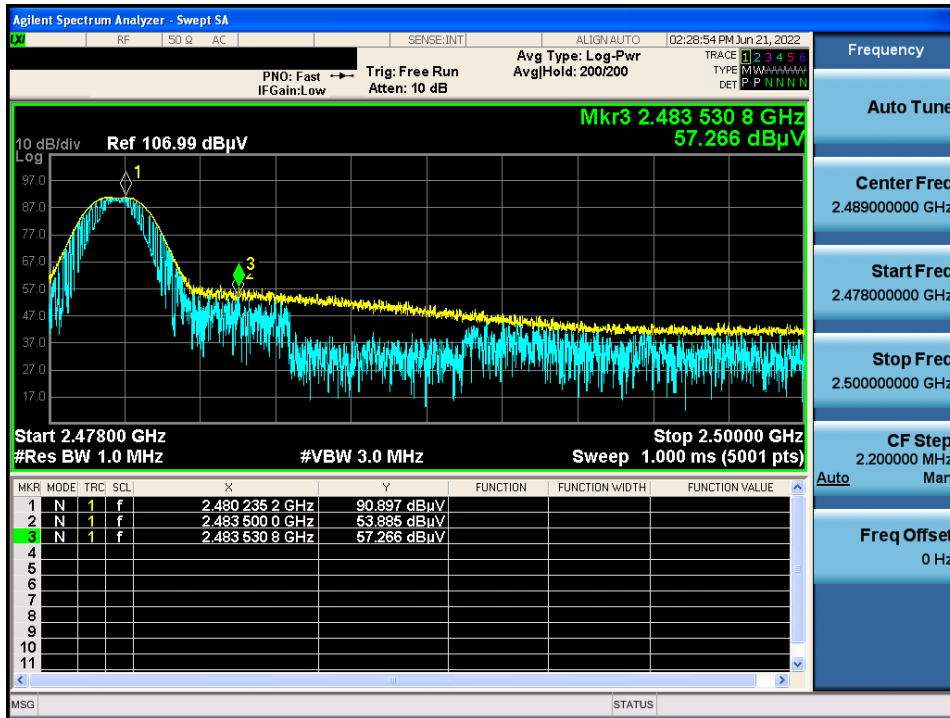 Agilent Spectrum Analyzer - Swept SA
LXI RF 50 Ω AC SENSE:INT ALIGN AUTO 02:28:54 PM Jun 21, 2022
Avg Type: Log-Pwr
PNO: Fast Trig: Free Run Avg|Hold: 200/200
IFGain:Low Atten: 10 dB
TRACE 1 2 3 4 5 6
TYPE M W
DET P P N N N N
Mkr3 2.483 530 8 GHz
57.266 dBµV
10 dB/div Ref 106.99 dBµV
Log
97.0
87.0
77.0
67.0
57.0
47.0
37.0
27.0
17.0
1
3
2
Start 2.47800 GHz Stop 2.50000 GHz
#Res BW 1.0 MHz #VBW 3.0 MHz Sweep 1.000 ms (5001 pts)
MKR MODE TRC SCL X Y FUNCTION FUNCTION WIDTH FUNCTION VALUE
1 N 1 f 2.480 235 2 GHz 90.897 dBµV
2 N 1 f 2.483 500 0 GHz 53.885 dBµV
3 N 1 f 2.483 530 8 GHz 57.266 dBµV
4
5
6
7
8
9
10
11
MSG STATUS
Frequency
Auto Tune
Center Freq
2.489000000 GHz
Start Freq
2.478000000 GHz
Stop Freq
2.500000000 GHz
CF Step
2.200000 MHz
Auto Man
Freq Offset
0 Hz